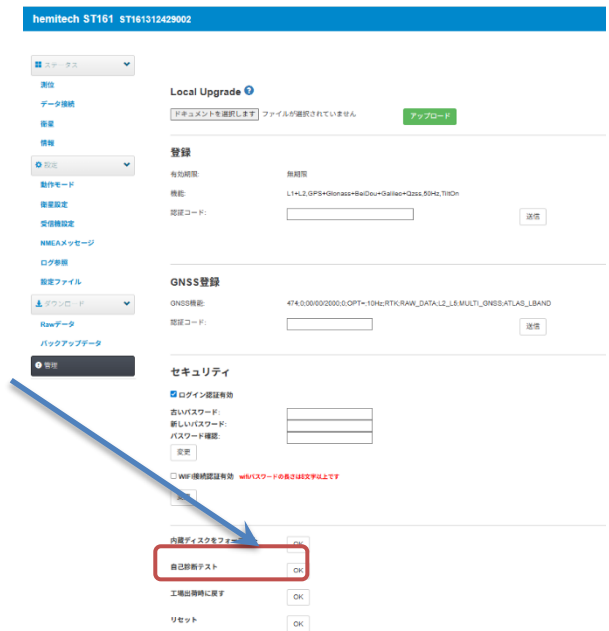 hemitech ST161 ST161312429002
ステータス
測位
データ接続
衛星
情報
設定
動作モード
衛星設定
受信機設定
NMEAメッセージ
ログ参照
設定ファイル
ダウンロード
Rawデータ
バックアップデータ
管理
Local Upgrade
ドキュメントを選択します ファイルが選択されていません アップロード
登録
有効期限: 無期限
機能: L1+L2,GPS+Glonass+BeiDou+Galileo+Qzss,50Hz,TiltOn
認証コード: 送信
GNSS登録
GNSS機能: 474;0;00/00/2000;0;OPT=;10Hz;RTK;RAW_DATA;L2_L5;MULTI_GNSS;ATLAS_LBAND
認証コード: 送信
セキュリティ
ログイン認証有効
古いパスワード:
新しいパスワード:
パスワード確認:
変更
WIFI接続認証有効 wifiパスワードの長さは8文字以上です
内蔵ディスクをフォー OK
自己診断テスト OK
工場出荷時に戻す OK
リセット OK